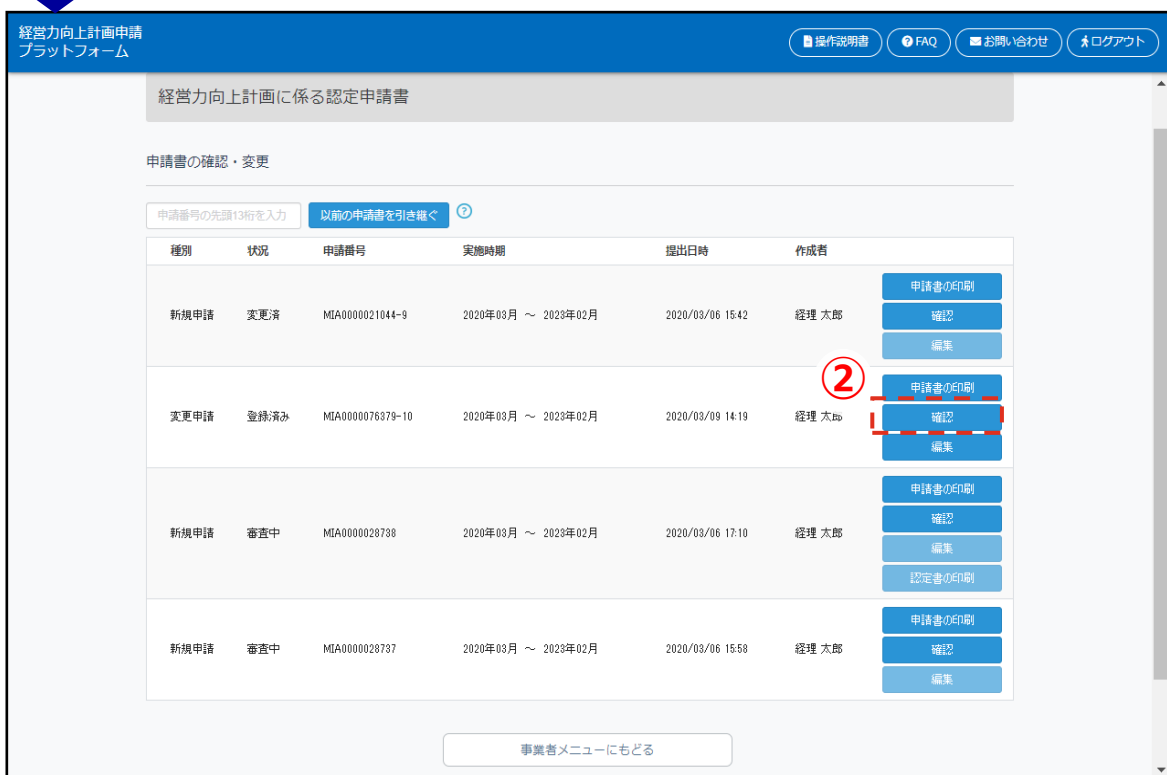 経営力向上計画申請
プラットフォーム
操作説明書 FAQ お問い合わせ ログアウト
経営力向上計画に係る認定申請書
申請書の確認・変更
申請番号の先頭13桁を入力 以前の申請書を引き継ぐ ?
種別 状況 申請番号 実施時期 提出日時 作成者
申請書の印刷
新規申請 変更済 MIA0000021044-9 2020年03月 ～ 2023年02月 2020/03/06 15:42 経理 太郎 確認
編集
②
申請書の印刷
変更申請 登録済み MIA0000076379-10 2020年03月 ～ 2023年02月 2020/03/09 14:19 経理 太郎 確認
編集
申請書の印刷
確認
新規申請 審査中 MIA0000028738 2020年03月 ～ 2023年02月 2020/03/06 17:10 経理 太郎
編集
認定書の印刷
申請書の印刷
新規申請 審査中 MIA0000028737 2020年03月 ～ 2023年02月 2020/03/06 15:58 経理 太郎 確認
編集
事業者メニューにもどる